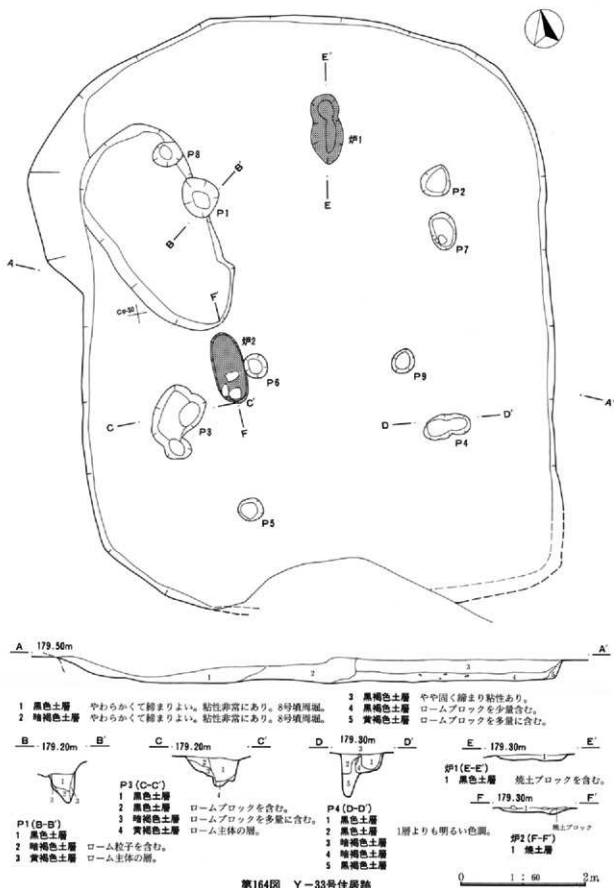 E'
炉1
E
P8
B'
P1
P2
B
P7
A
F'
Co-30
炉2
P6
P9
A'
C'
C
P3
F
D
D'
P4
P5
A 179.50m A'
1 黒色土層 やわらかくて締まりよい。粘性非常にあり。8号墳周堀。
2 暗褐色土層 やわらかくて締まりよい。粘性非常にあり。8号墳周堀。
3 黒褐色土層 やや固く締まり粘性あり。
4 黒褐色土層 ロームブロックを少量含む。
5 黄褐色土層 ロームブロックを多量に含む。
B 179.20m B'
P1(B-B')
1 黒色土層
2 暗褐色土層 ローム粒子を含む。
3 黄褐色土層 ローム主体の層。
C 179.20m C'
P3(C-C')
1 黒色土層
2 黒色土層 ロームブロックを含む。
3 暗褐色土層 ロームブロックを多量に含む。
4 黄褐色土層 ローム主体の層。
D 179.30m D'
P4(D-D')
1 黒色土層
2 黒色土層 1層よりも明るい色調。
3 暗褐色土層
4 暗褐色土層
5 黒褐色土層
E 179.30m E'
炉1(E-E')
1 黒色土層 焼土ブロックを含む。
F 179.30m F'
焼土ブロック
炉2(F-F')
1 焼土層
第164図 Y-33号住居跡
0 1:60 2m